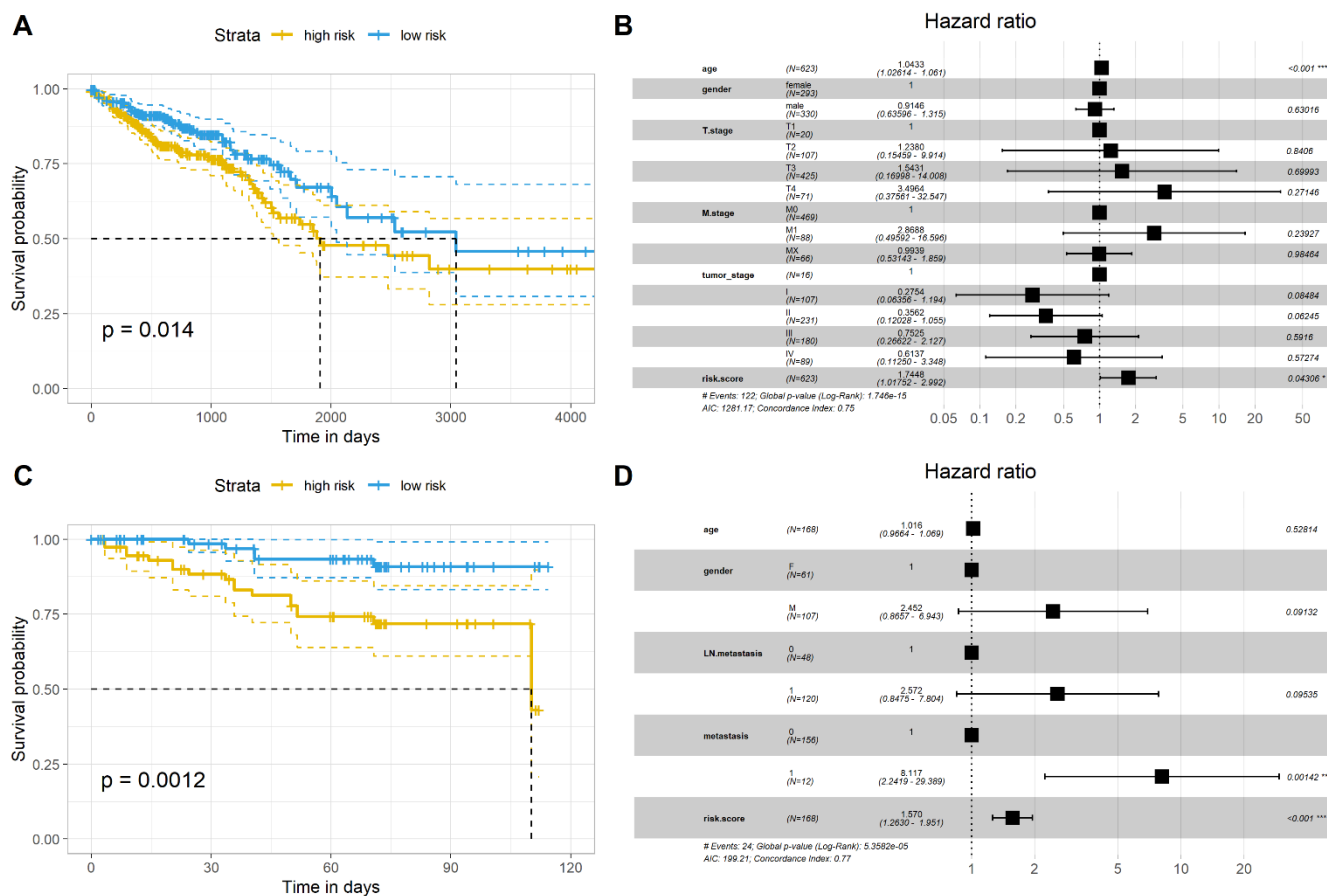 A
Strata high risk low risk
Survival probability
1.00
0.75
0.50
0.25
0.00
p = 0.014
0 1000 2000 3000 4000
Time in days
B
Hazard ratio
age (N=623) 1.0433 (1.02614 - 1.061) <0.001 ***
gender female (N=293) 1
male (N=330) 0.9146 (0.63596 - 1.315) 0.63016
T.stage T1 (N=20) 1
T2 (N=107) 1.2380 (0.15459 - 9.914) 0.8406
T3 (N=425) 1.5431 (0.16998 - 14.008) 0.69993
T4 (N=71) 3.4964 (0.37561 - 32.547) 0.27146
M.stage M0 (N=469) 1
M1 (N=88) 2.8688 (0.49592 - 16.596) 0.23927
MX (N=66) 0.9939 (0.53143 - 1.859) 0.98464
tumor_stage (N=16) 1
I (N=107) 0.2754 (0.06356 - 1.194) 0.08484
II (N=231) 0.3562 (0.12028 - 1.055) 0.06245
III (N=180) 0.7525 (0.26622 - 2.127) 0.5916
IV (N=89) 0.6137 (0.11250 - 3.348) 0.57274
risk.score (N=623) 1.7448 (1.01752 - 2.992) 0.04306 *
# Events: 122; Global p-value (Log-Rank): 1.746e-15
AIC: 1281.17; Concordance Index: 0.75
0.05 0.1 0.2 0.5 1 2 5 10 50
C
Strata high risk low risk
Survival probability
1.00
0.75
0.50
0.25
0.00
p = 0.0012
0 30 60 90 120
Time in days
D
Hazard ratio
age (N=168) 1.016 (0.9664 - 1.069) 0.52814
gender F (N=61) 1
M (N=107) 2.452 (0.8657 - 6.943) 0.09132
LN.metastasis 0 (N=48) 1
1 (N=120) 2.572 (0.8475 - 7.804) 0.09535
metastasis 0 (N=156) 1
1 (N=12) 8.117 (2.2419 - 29.389) 0.00142 **
risk.score (N=168) 1.570 (1.2630 - 1.951) <0.001 ***
# Events: 24; Global p-value (Log-Rank): 5.3582e-05
AIC: 199.21; Concordance Index: 0.77
1 2 5 10 20